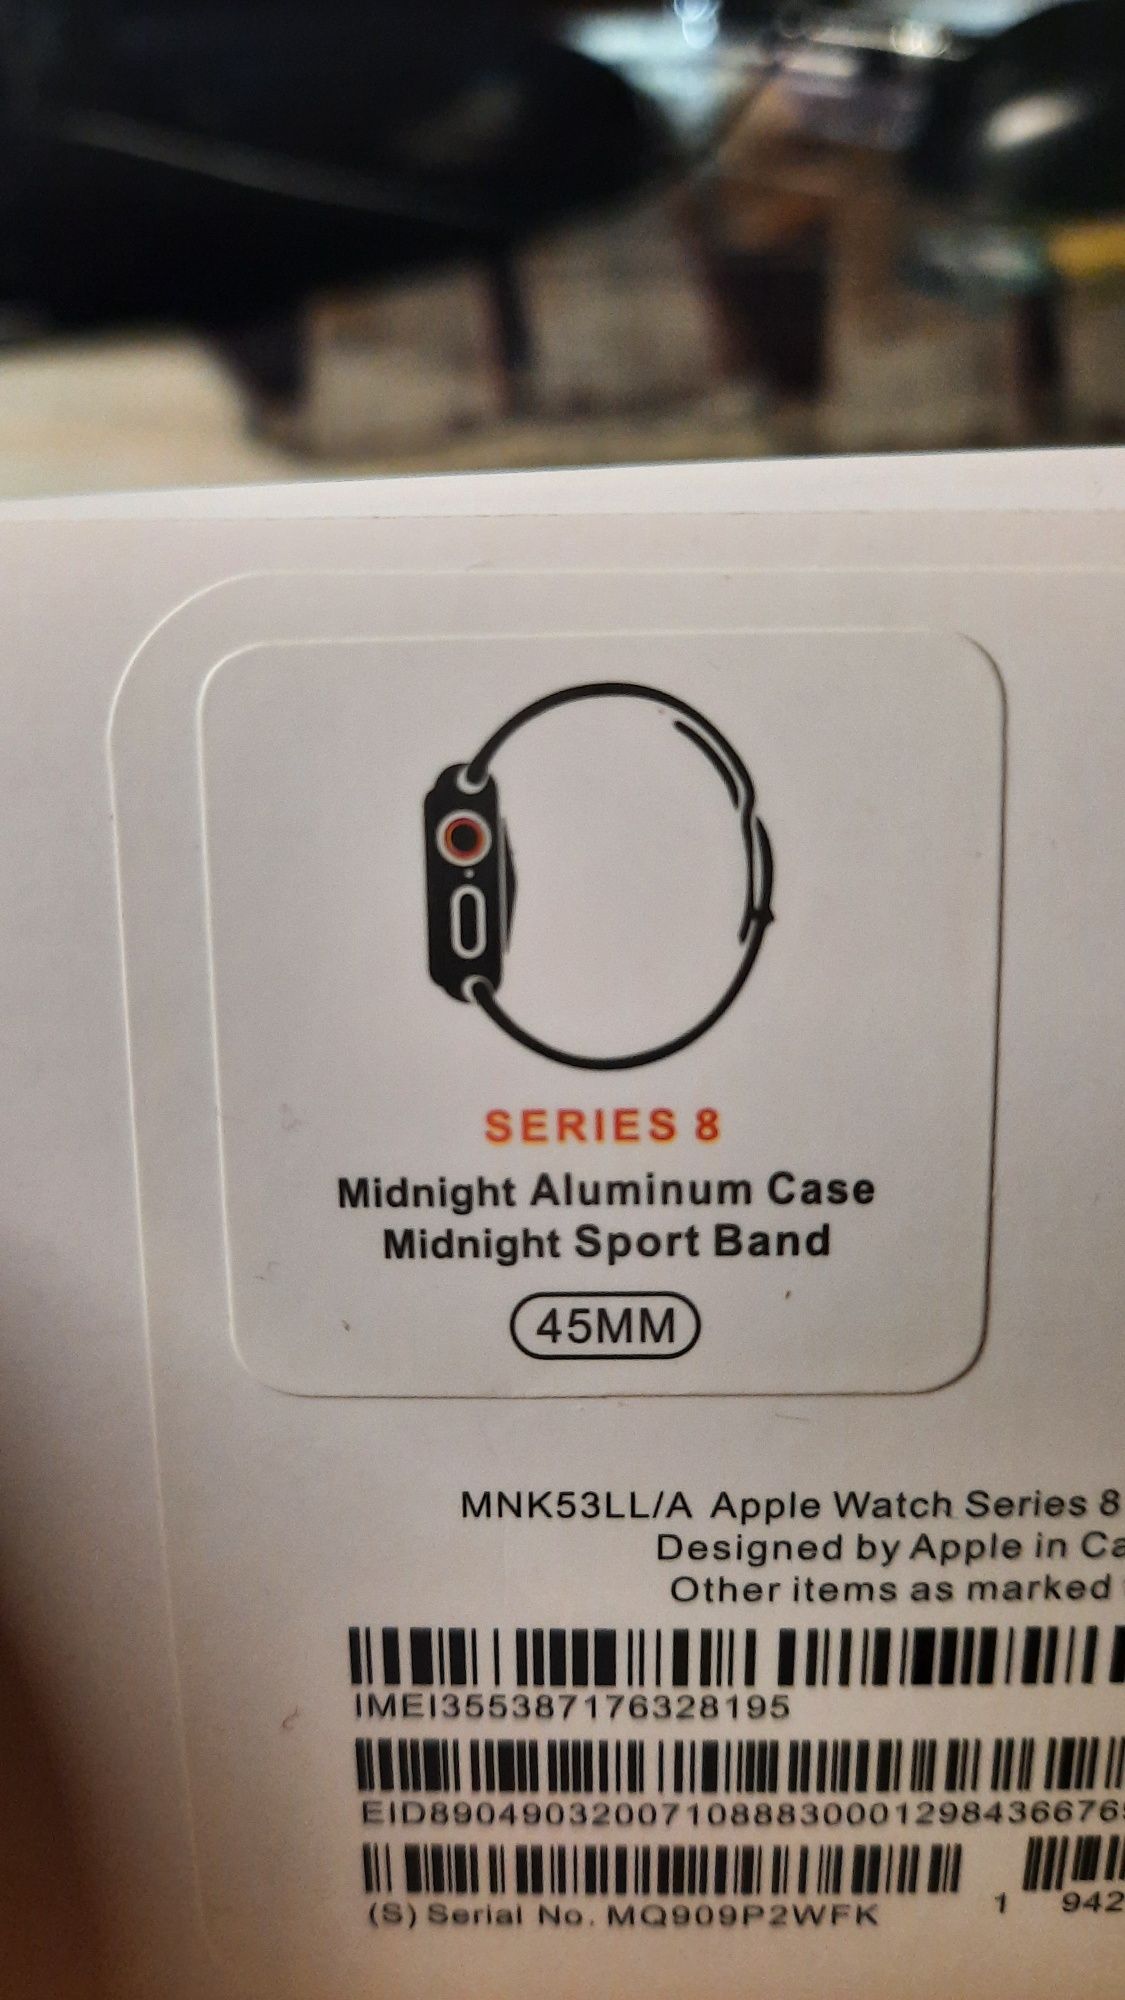 SERIES 8
Midnight Aluminum Case
Midnight Sport Band
45MM
MNK53LL/A Apple Watch Series 8
Designed by Apple in
Other items as marked
IMEI355387176328195
EID890490320071088830001298436676
(S) Serial No. MQ909P2WFK
1 942